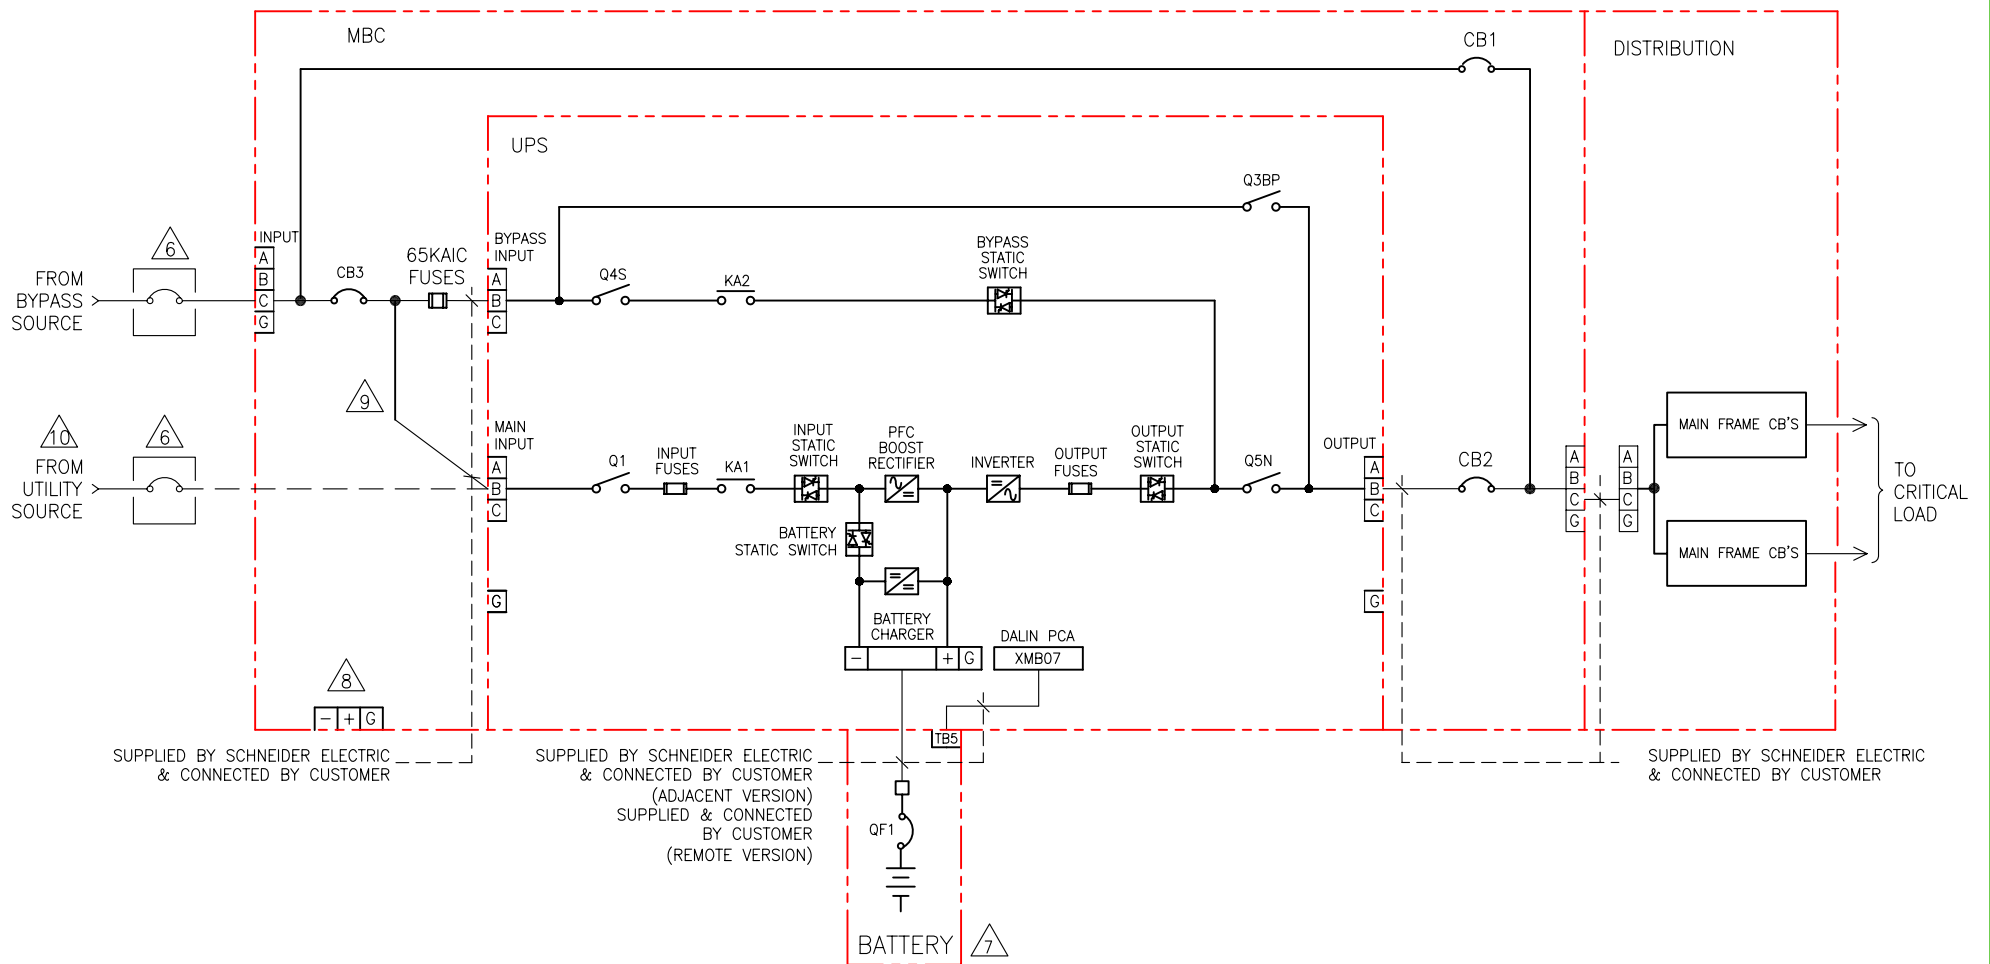 MBC
CB1
DISTRIBUTION
UPS
Q3BP
6
INPUT
A
B
C
G
CB3
65KAIC
FUSES
BYPASS
INPUT
A
B
C
Q4S
KA2
BYPASS
STATIC
SWITCH
FROM
BYPASS
SOURCE
9
10
6
FROM
UTILITY
SOURCE
MAIN
INPUT
A
B
C
Q1
INPUT
FUSES
KA1
INPUT
STATIC
SWITCH
PFC
BOOST
RECTIFIER
INVERTER
OUTPUT
FUSES
OUTPUT
STATIC
SWITCH
Q5N
OUTPUT
A
B
C
CB2
A
B
C
G
A
B
C
G
MAIN FRAME CB'S
MAIN FRAME CB'S
TO
CRITICAL
LOAD
BATTERY
STATIC SWITCH
G
G
BATTERY
CHARGER
-
+
G
DALIN PCA
XMB07
8
-
+
G
TB5
SUPPLIED BY SCHNEIDER ELECTRIC
& CONNECTED BY CUSTOMER
SUPPLIED BY SCHNEIDER ELECTRIC
& CONNECTED BY CUSTOMER
(ADJACENT VERSION)
SUPPLIED & CONNECTED
BY CUSTOMER
(REMOTE VERSION)
SUPPLIED BY SCHNEIDER ELECTRIC
& CONNECTED BY CUSTOMER
QF1
BATTERY
7